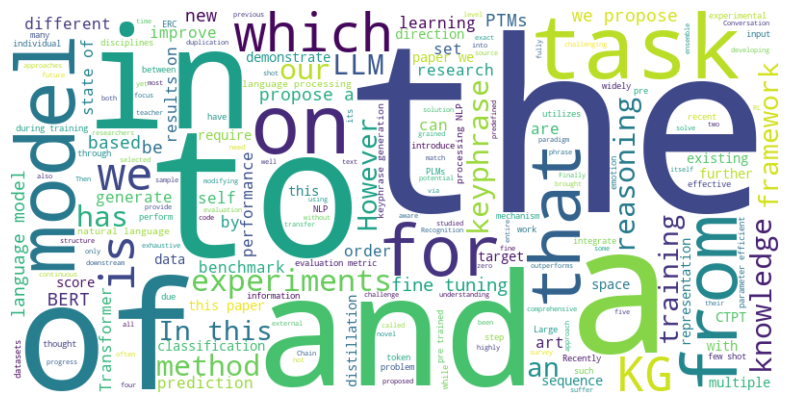 the
to
in
of
and
a
on
for
which
task
model
that
from
we
is
has
our
LLM
KG
experiments
method
In this
knowledge
training
framework
reasoning
keyphrase
However
an
art
by
be
based
fine tuning
learning
we propose
propose a
PTMs
improve
new
different
state of
results on
language model
BERT
Transformer
score
this paper
classification
prediction
distillation
benchmark
performance
data
order
self
generate
require
natural language
demonstrate
paper we
research
direction
set
can
are
existing
further
multiple
CTPT
with
few shot
representation
parameter efficient
space
target
sequence
token
problem
step
information
evaluation metric
mechanism
utilizes
this
individual
disciplines
many
time
ERC
previous
duplication
language processing
processing NLP
keyphrase generation
during training
researchers
through
between
approaches
future
both
focus
teacher
have
need
modifying
selected
perform
provide
sample
code
evaluation
without
transfer
using
NLP
PLMs
potential
via
introduce
match
text
well
its
source
exact
fully
into
level
experimental
Conversation
input
challenging
ensemble
developing
widely
recent
two
solve
itself
paradigm
phrase
finally
brought
emotion
effective
predefined
grained
solution
aware
studied
Recognition
entire
zero
fine
work
outperforms
integrate
some
comprehensive
five
their
approach
Large
understanding
challenge
external
called
novel
Chain
not
been
highly
proposed
while
pre trained
survey
Recently
such
suffer
due
datasets
thought
progress
often
four
all
downstream
continuous
exhaustive
structure
only
also
Then
yet
most
shot
pre